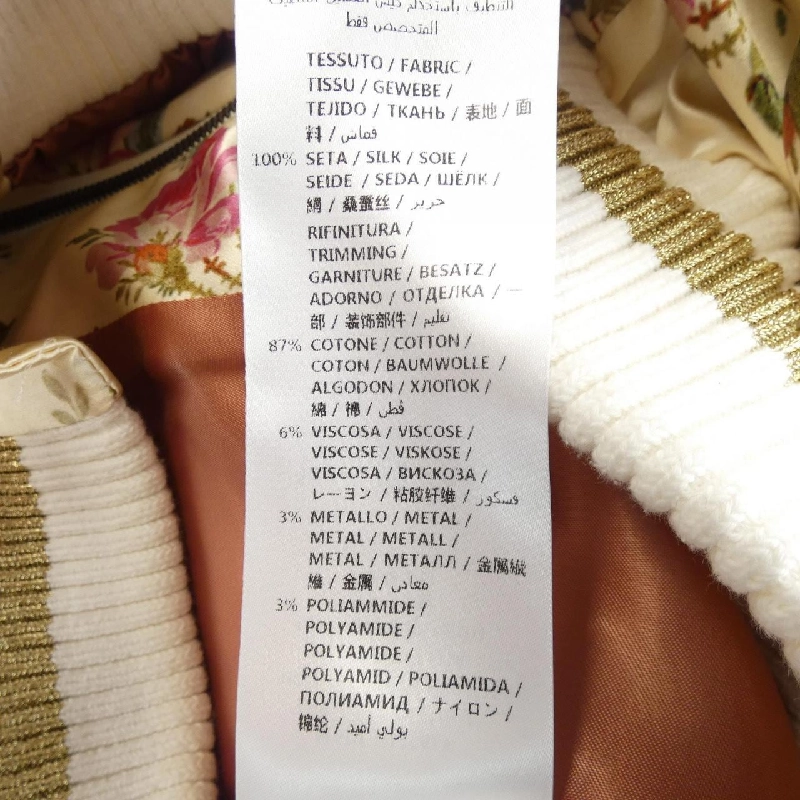 المتخصص فقط
TESSUTO / FABRIC /
TISSU / GEWEBE /
TEJIDO / ТКАНЬ / 表地 / 面
料 / قماش
100% SETA / SILK / SOIE /
SEIDE / SEDA / ШЁЛК /
絹 / 桑蚕丝 / حرير
RIFINITURA /
TRIMMING /
GARNITURE / BESATZ /
ADORNO / ОТДЕЛКА / 一
部 / 装饰部件 / تقليم
87% COTONE / COTTON /
COTON / BAUMWOLLE /
ALGODON / ХЛОПОК /
綿 / 棉 / قطن
6% VISCOSA / VISCOSE /
VISCOSE / VISKOSE /
VISCOSA / ВИСКОЗА /
レーヨン / 粘胶纤维 / فسكوز
3% METALLO / METAL /
METAL / METALL /
METAL / МЕТАЛЛ / 金属繊
維 / 金属 / معادن
3% POLIAMMIDE /
POLYAMIDE /
POLYAMIDE /
POLYAMID / POLIAMIDA /
ПОЛИАМИД / ナイロン /
锦纶 / بولي أميد